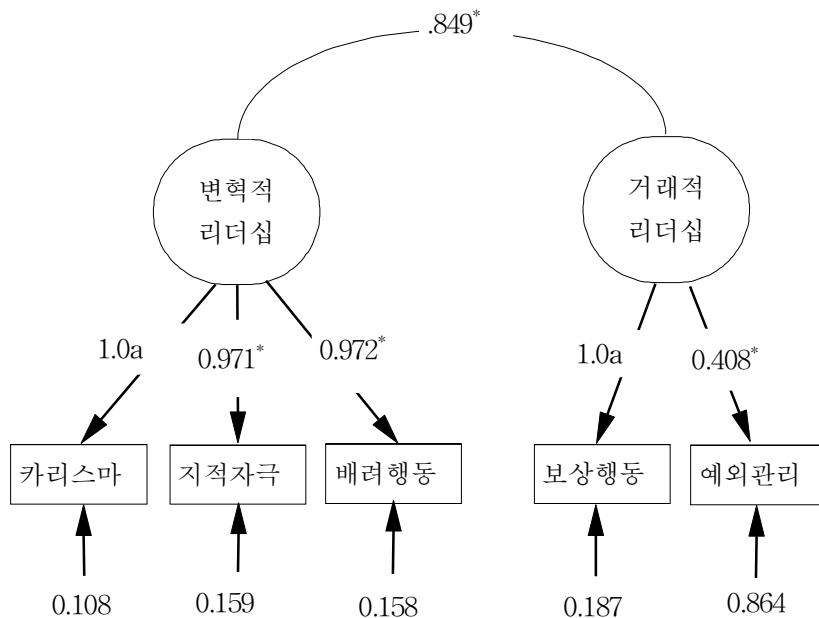 .849*
변혁적
리더십
거래적
리더십
1.0a
0.971*
0.972*
1.0a
0.408*
카리스마
지적자극
배려행동
보상행동
예외관리
0.108
0.159
0.158
0.187
0.864